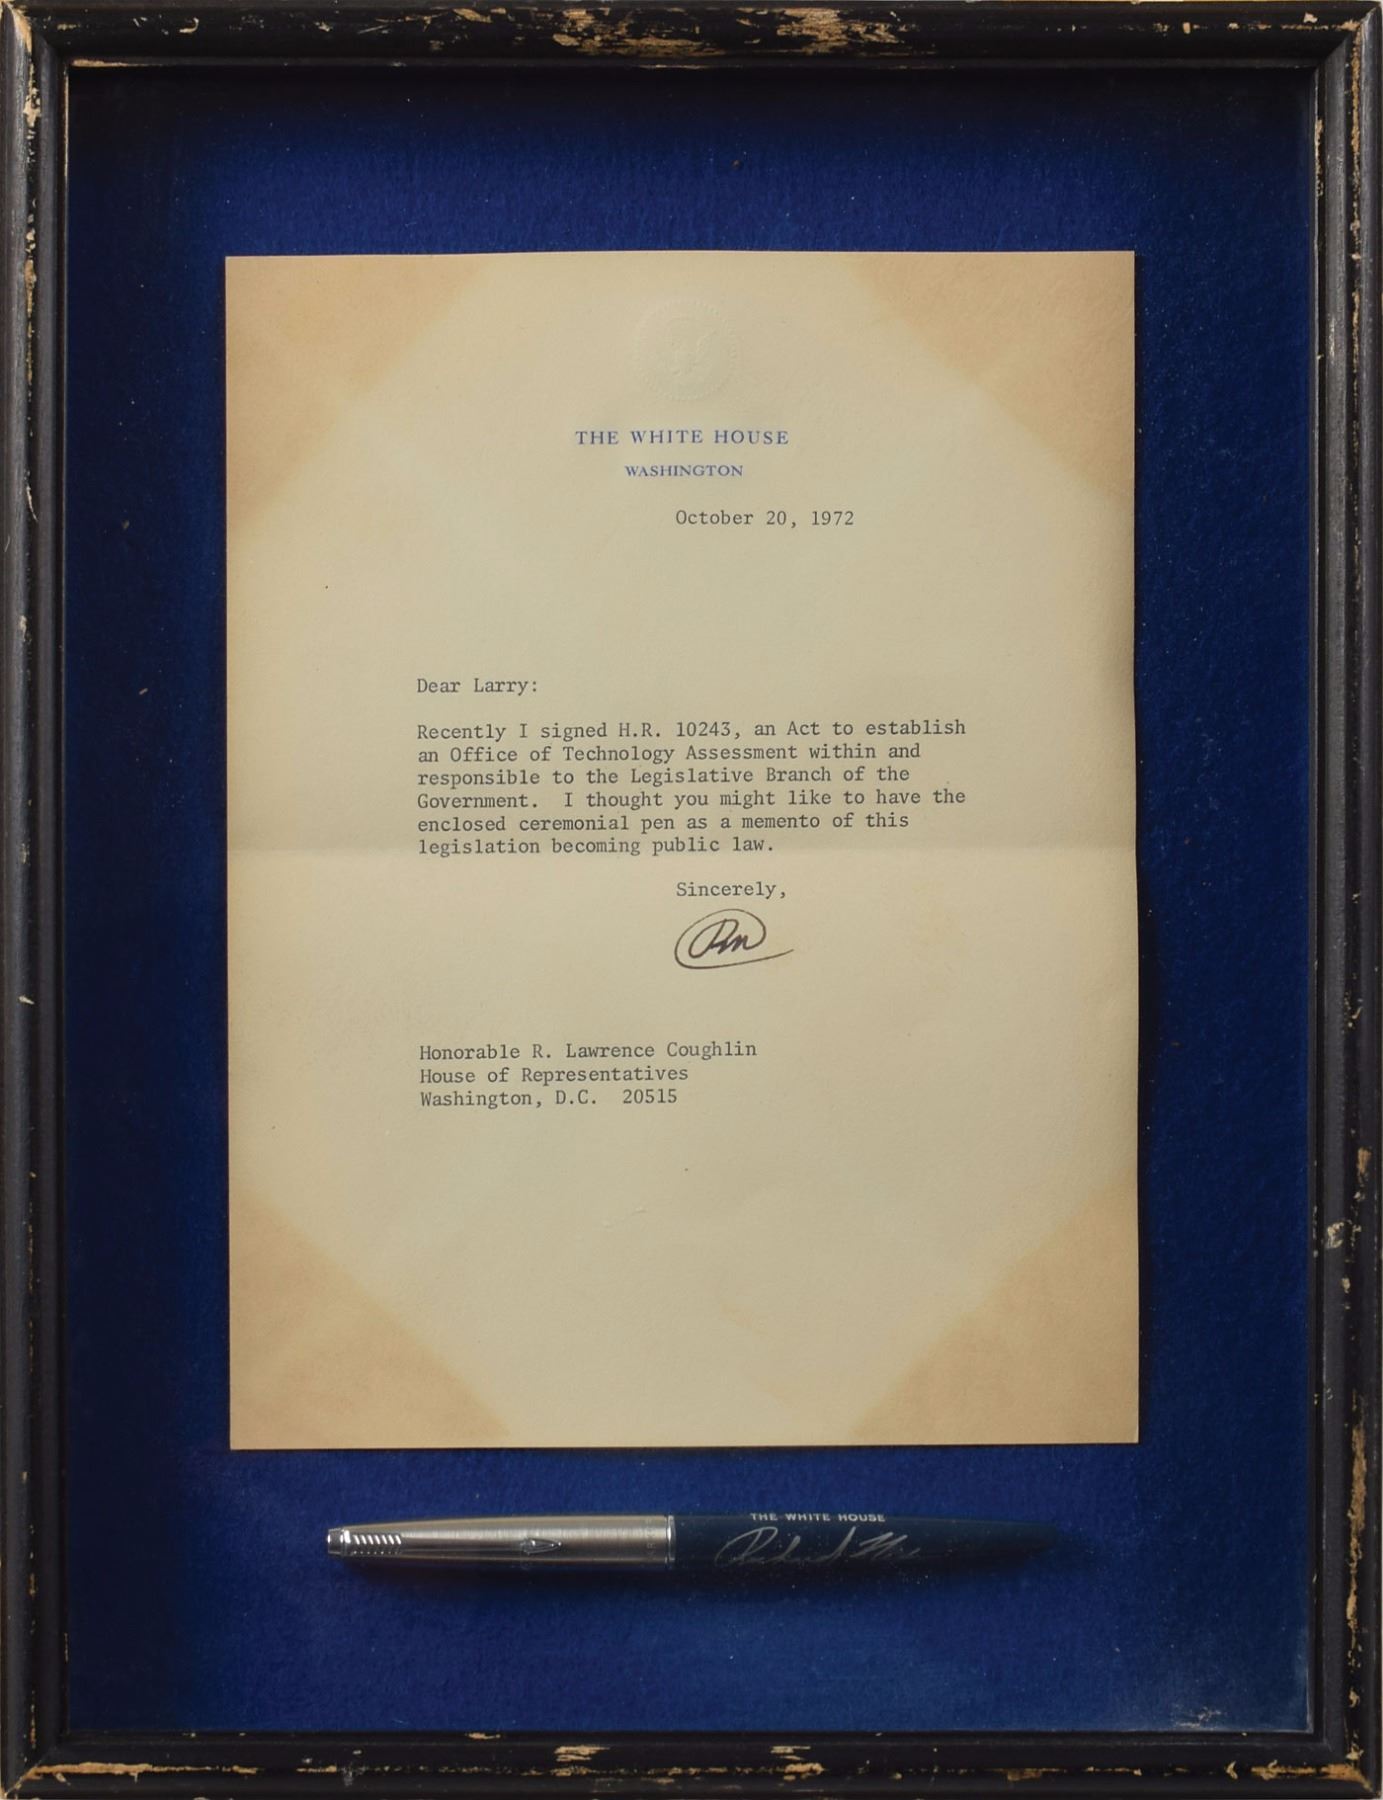 THE WHITE HOUSE
WASHINGTON
October 20, 1972
Dear Larry:
Recently I signed H.R. 10243, an Act to establish
an Office of Technology Assessment within and
responsible to the Legislative Branch of the
Government.  I thought you might like to have the
enclosed ceremonial pen as a memento of this
legislation becoming public law.
Sincerely,
RN
Honorable R. Lawrence Coughlin
House of Representatives
Washington, D.C.  20515
THE WHITE HOUSE
Richard